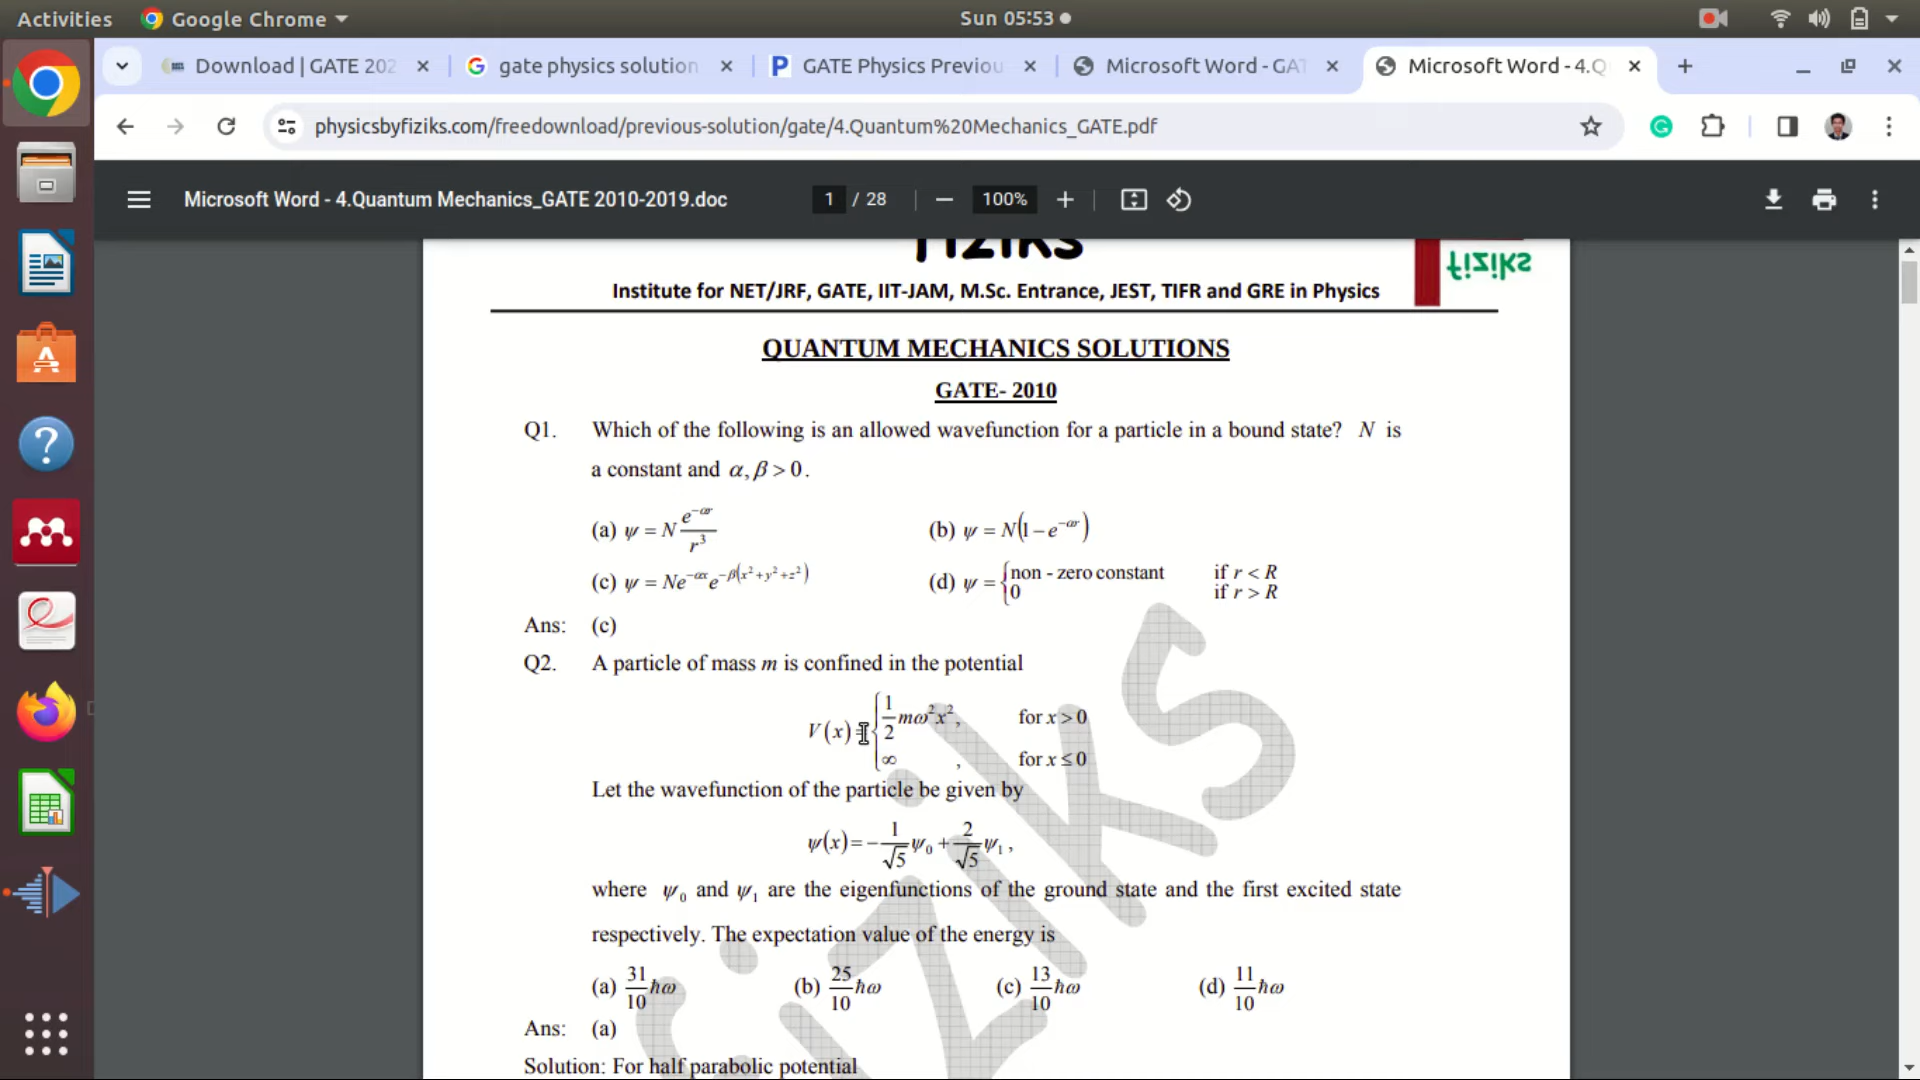 Activities Google Chrome Sun 05:53
Download | GATE 202 gate physics solution GATE Physics Previou Microsoft Word - GAT Microsoft Word - 4.Q
physicsbyfiziks.com/freedownload/previous-solution/gate/4.Quantum%20Mechanics_GATE.pdf
Microsoft Word - 4.Quantum Mechanics_GATE 2010-2019.doc 1 / 28 100%
fiziks fiziks
Institute for NET/JRF, GATE, IIT-JAM, M.Sc. Entrance, JEST, TIFR and GRE in Physics
QUANTUM MECHANICS SOLUTIONS
GATE- 2010
Q1. Which of the following is an allowed wavefunction for a particle in a bound state? N is
a constant and α, β > 0.
(a) ψ = N e^{-αr}/r^3 (b) ψ = N(1 – e^{-αr})
(c) ψ = Ne^{-αx}e^{-β(x^2+y^2+z^2)} (d) ψ = {non - zero constant if r < R
0 if r > R
Ans: (c)
Q2. A particle of mass m is confined in the potential
V(x) = {1/2 mω^2x^2, for x > 0
∞ , for x ≤ 0
Let the wavefunction of the particle be given by
ψ(x) = – 1/√5 ψ_0 + 2/√5 ψ_1 ,
where ψ_0 and ψ_1 are the eigenfunctions of the ground state and the first excited state
respectively. The expectation value of the energy is
(a) 31/10 ħω (b) 25/10 ħω (c) 13/10 ħω (d) 11/10 ħω
Ans: (a)
Solution: For half parabolic potential
fiziks